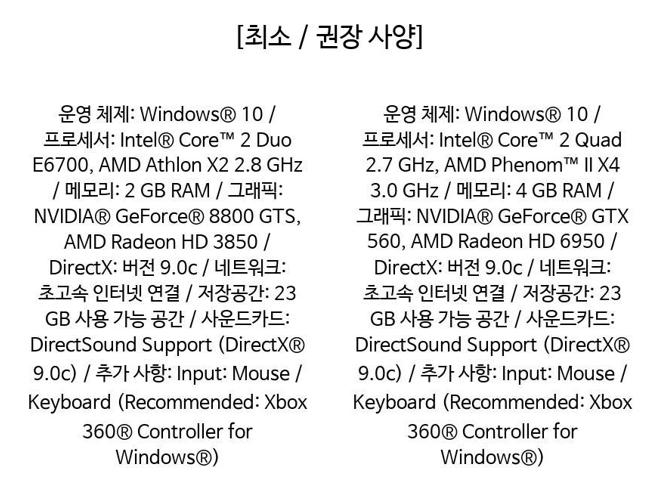 [최소 / 권장 사양]
운영 체제: Windows® 10 /
프로세서: Intel® Core™ 2 Duo
E6700, AMD Athlon X2 2.8 GHz
/ 메모리: 2 GB RAM / 그래픽:
NVIDIA® GeForce® 8800 GTS,
AMD Radeon HD 3850 /
DirectX: 버전 9.0c / 네트워크:
초고속 인터넷 연결 / 저장공간: 23
GB 사용 가능 공간 / 사운드카드:
DirectSound Support (DirectX®
9.0c) / 추가 사항: Input: Mouse /
Keyboard (Recommended: Xbox
360® Controller for
Windows®)
운영 체제: Windows® 10 /
프로세서: Intel® Core™ 2 Quad
2.7 GHz, AMD Phenom™ II X4
3.0 GHz / 메모리: 4 GB RAM /
그래픽: NVIDIA® GeForce® GTX
560, AMD Radeon HD 6950 /
DirectX: 버전 9.0c / 네트워크:
초고속 인터넷 연결 / 저장공간: 23
GB 사용 가능 공간 / 사운드카드:
DirectSound Support (DirectX®
9.0c) / 추가 사항: Input: Mouse /
Keyboard (Recommended: Xbox
360® Controller for
Windows®)